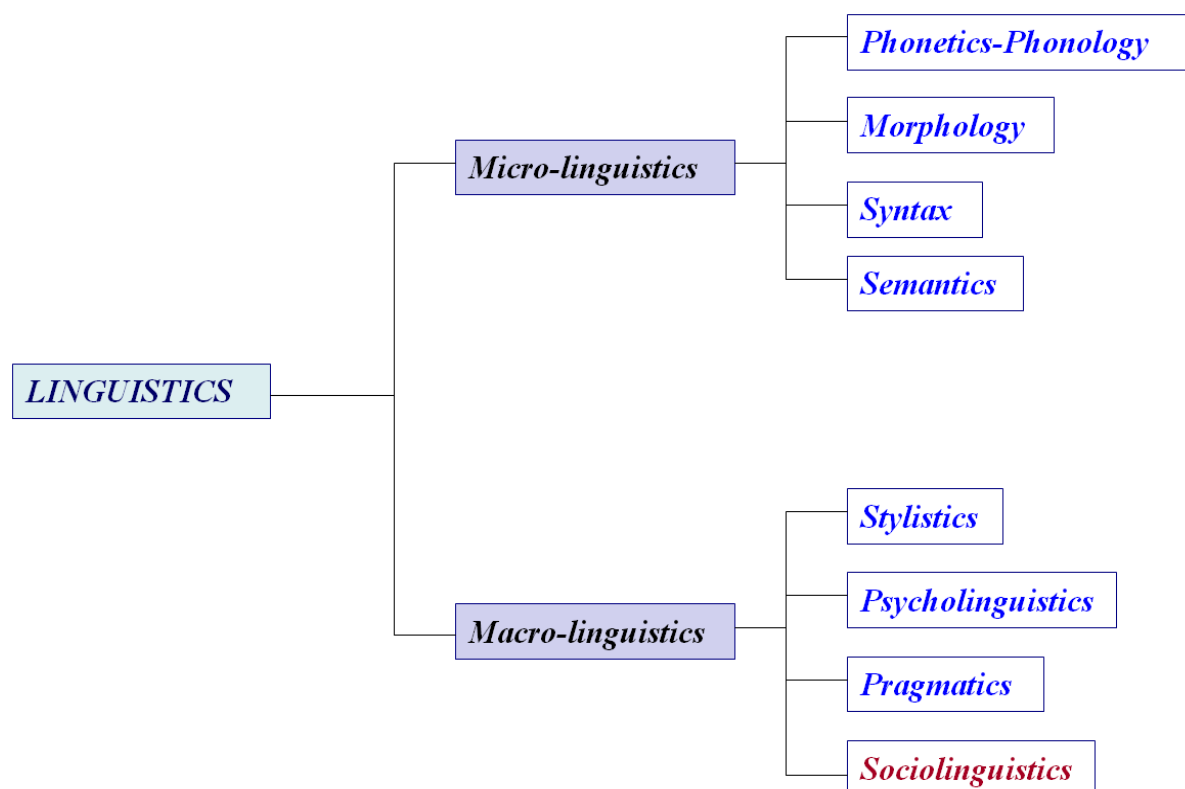 Phonetics-Phonology
Morphology
Micro-linguistics
Syntax
Semantics
LINGUISTICS
Stylistics
Psycholinguistics
Macro-linguistics
Pragmatics
Sociolinguistics